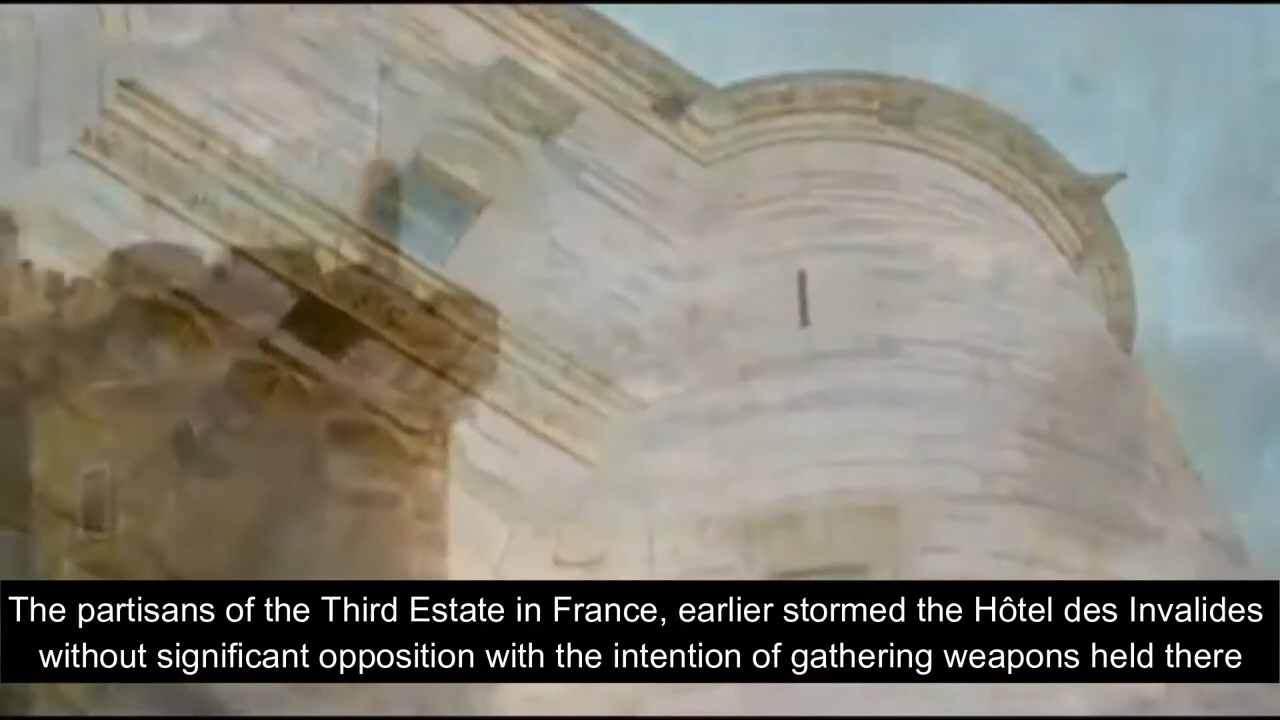 The partisans of the Third Estate in France, earlier stormed the Hôtel des Invalides
without significant opposition with the intention of gathering weapons held there